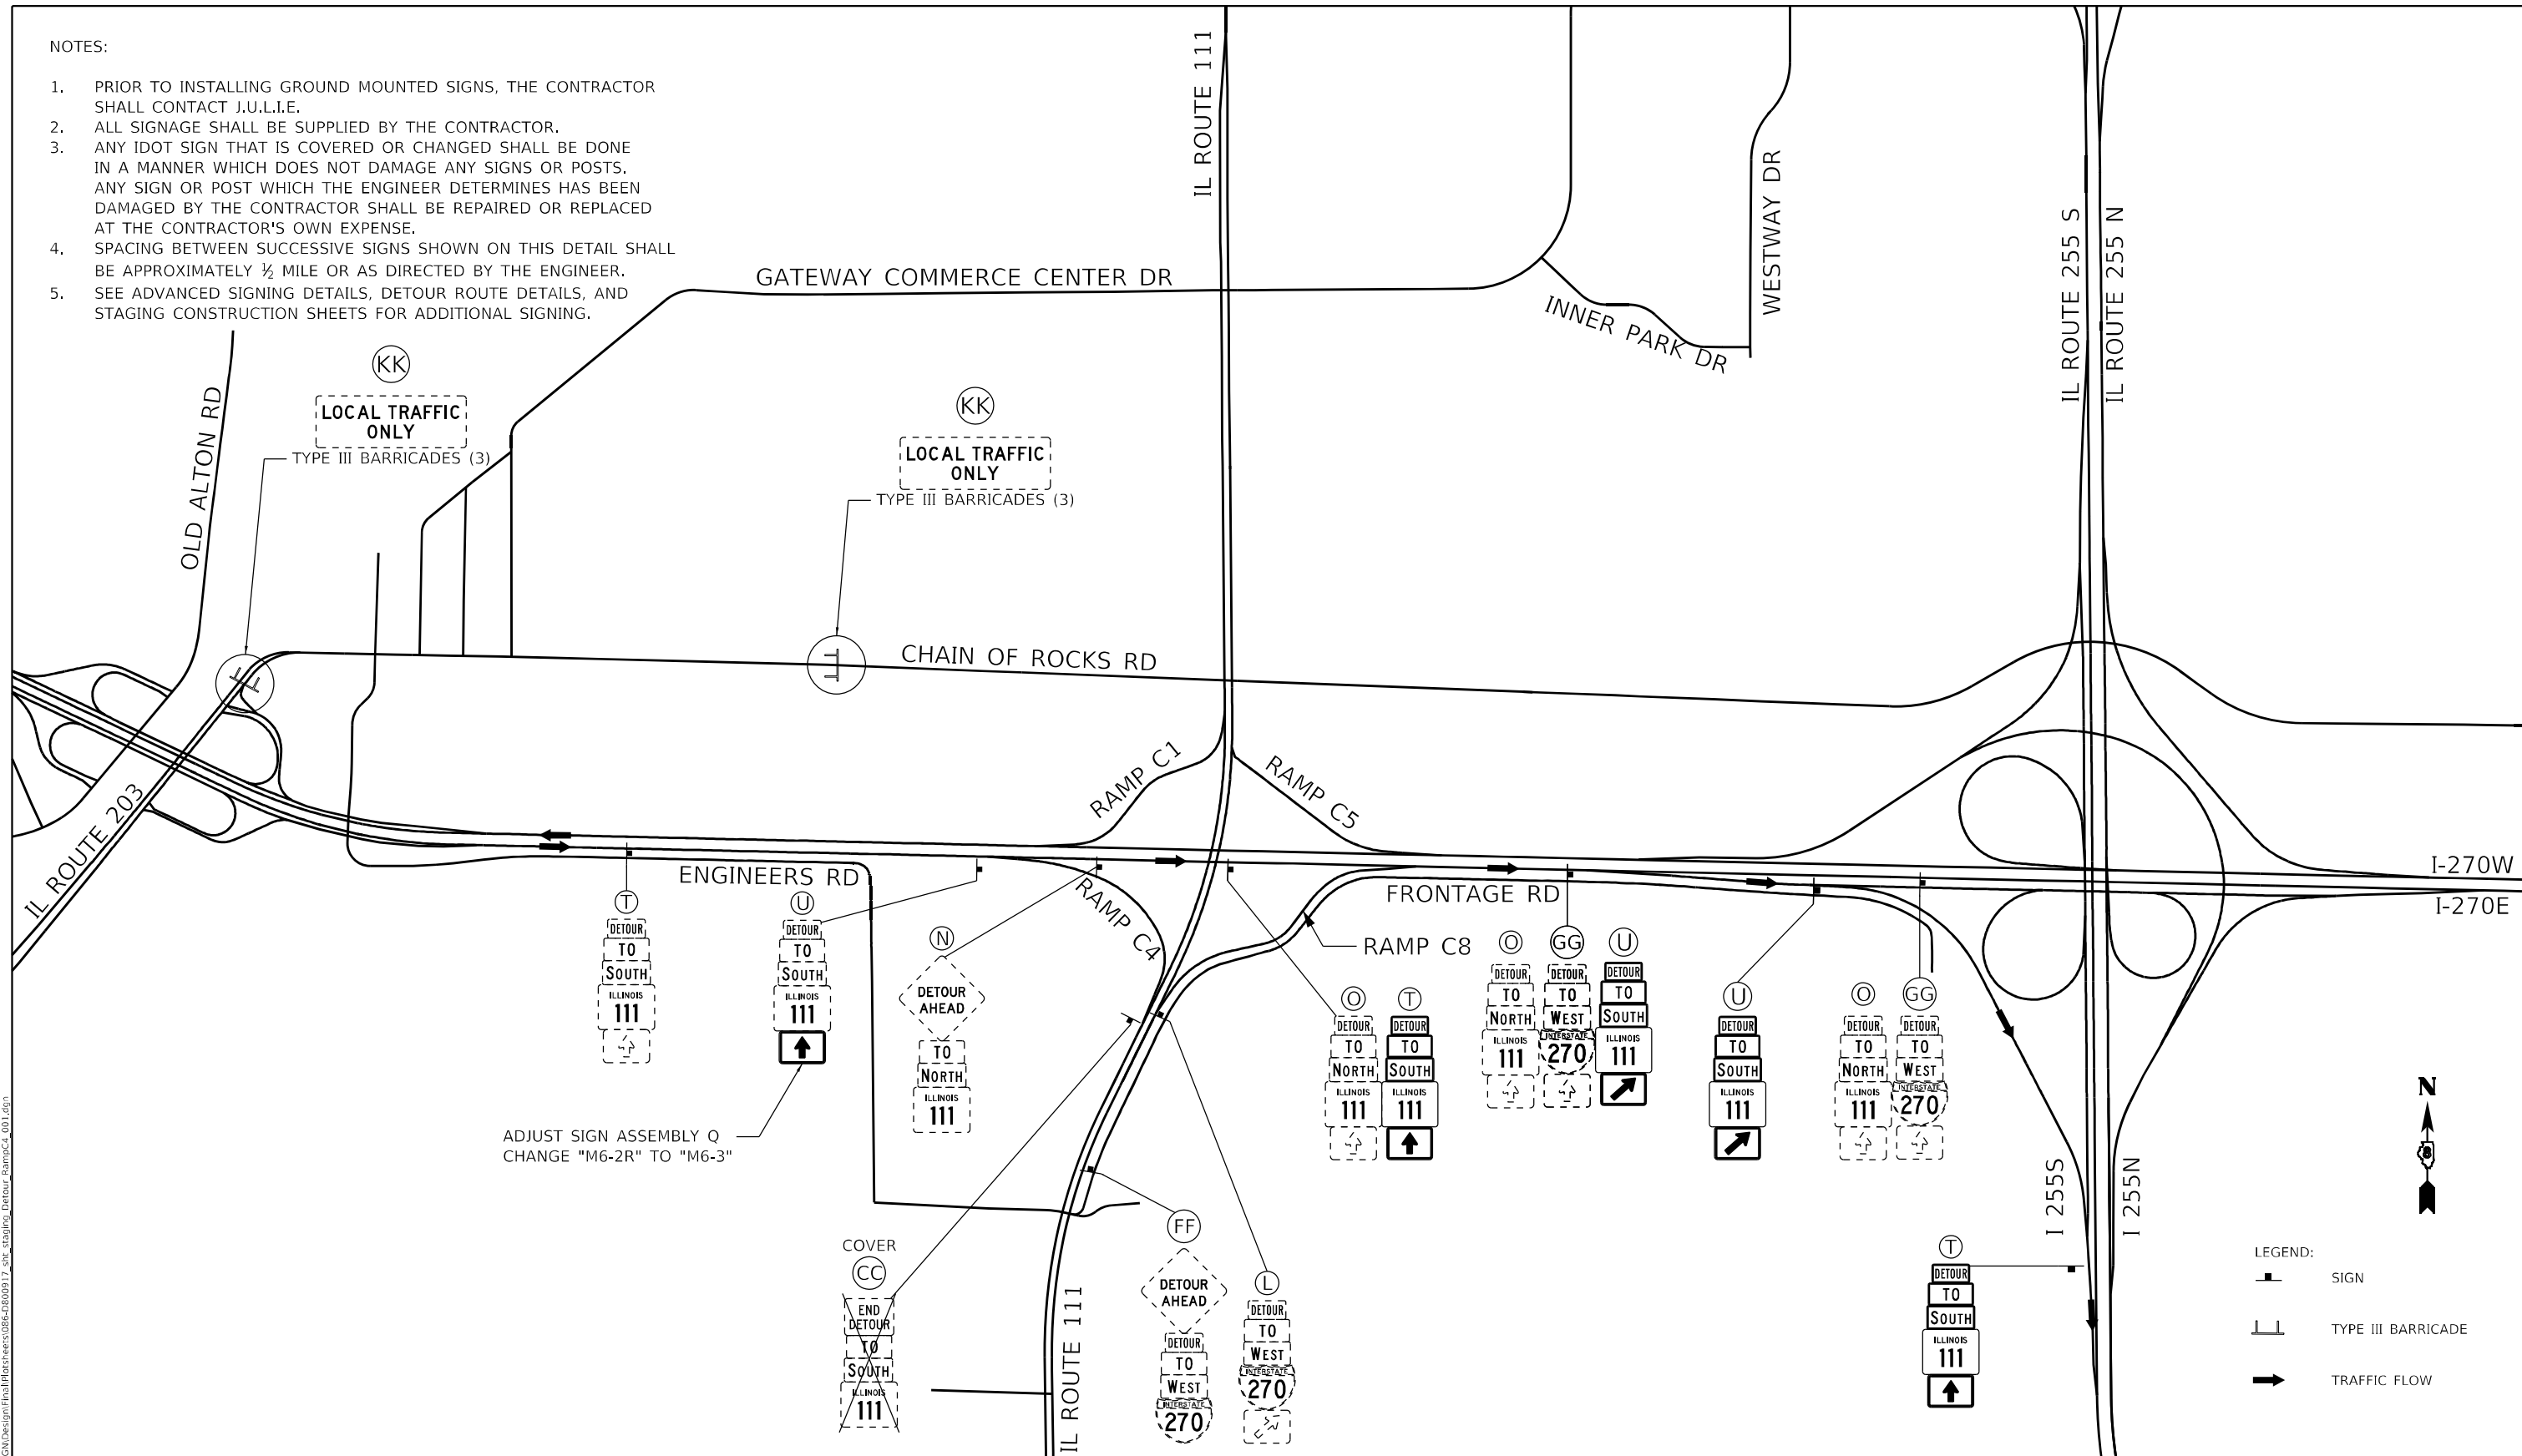 NOTES:
1. PRIOR TO INSTALLING GROUND MOUNTED SIGNS, THE CONTRACTOR
SHALL CONTACT J.U.L.I.E.
2. ALL SIGNAGE SHALL BE SUPPLIED BY THE CONTRACTOR.
3. ANY IDOT SIGN THAT IS COVERED OR CHANGED SHALL BE DONE
IN A MANNER WHICH DOES NOT DAMAGE ANY SIGNS OR POSTS.
ANY SIGN OR POST WHICH THE ENGINEER DETERMINES HAS BEEN
DAMAGED BY THE CONTRACTOR SHALL BE REPAIRED OR REPLACED
AT THE CONTRACTOR'S OWN EXPENSE.
4. SPACING BETWEEN SUCCESSIVE SIGNS SHOWN ON THIS DETAIL SHALL
BE APPROXIMATELY ½ MILE OR AS DIRECTED BY THE ENGINEER.
5. SEE ADVANCED SIGNING DETAILS, DETOUR ROUTE DETAILS, AND
STAGING CONSTRUCTION SHEETS FOR ADDITIONAL SIGNING.
IL ROUTE 111
GATEWAY COMMERCE CENTER DR
INNER PARK DR
WESTWAY DR
IL ROUTE 255 S
IL ROUTE 255 N
OLD ALTON RD
KK
LOCAL TRAFFIC
ONLY
TYPE III BARRICADES (3)
KK
LOCAL TRAFFIC
ONLY
TYPE III BARRICADES (3)
CHAIN OF ROCKS RD
RAMP C1
RAMP C5
IL ROUTE 203
ENGINEERS RD
RAMP C4
FRONTAGE RD
RAMP C8
I-270W
I-270E
T
DETOUR
TO
SOUTH
ILLINOIS
111
U
DETOUR
TO
SOUTH
ILLINOIS
111
ADJUST SIGN ASSEMBLY Q
CHANGE "M6-2R" TO "M6-3"
N
DETOUR
AHEAD
TO
NORTH
ILLINOIS
111
O
DETOUR
TO
NORTH
ILLINOIS
111
T
DETOUR
TO
SOUTH
ILLINOIS
111
O
DETOUR
TO
NORTH
ILLINOIS
111
GG
DETOUR
TO
WEST
INTERSTATE
270
U
DETOUR
TO
SOUTH
ILLINOIS
111
U
DETOUR
TO
SOUTH
ILLINOIS
111
O
DETOUR
TO
NORTH
ILLINOIS
111
GG
DETOUR
TO
WEST
INTERSTATE
270
COVER
CC
END
DETOUR
TO
SOUTH
ILLINOIS
111
IL ROUTE 111
FF
DETOUR
AHEAD
DETOUR
TO
WEST
INTERSTATE
270
L
DETOUR
TO
WEST
INTERSTATE
270
T
DETOUR
TO
SOUTH
ILLINOIS
111
I 255S
I 255N
N
8
LEGEND:
SIGN
TYPE III BARRICADE
TRAFFIC FLOW
GN\Design\Final\Plotsheets\086-D800917_sht_staging_Detour_RampC4_001.dgn